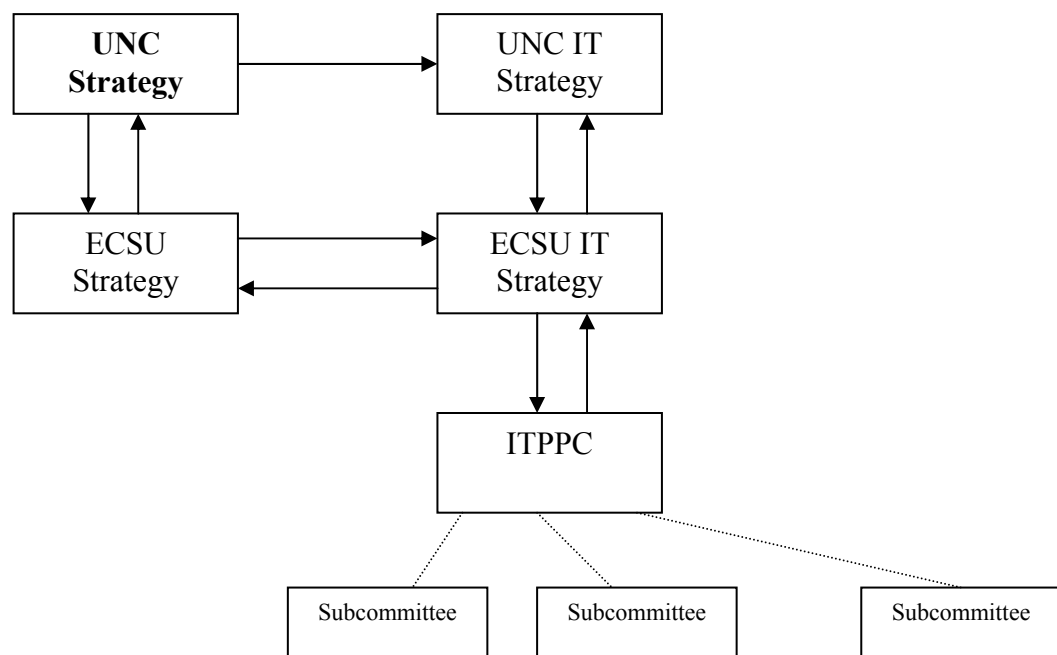 UNC
Strategy
UNC IT
Strategy
ECSU
Strategy
ECSU IT
Strategy
ITPPC
Subcommittee
Subcommittee
Subcommittee